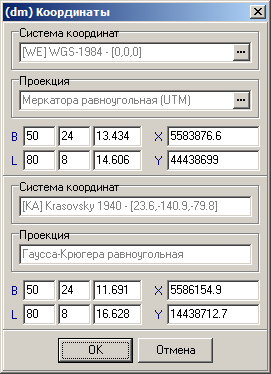 (dm) Координаты
Система координат
[WE] WGS-1984 - [0,0,0]
Проекция
Меркатора равноугольная (UTM)
B 50 24 13.434 X 5583876.6
L 80 8 14.606 Y 44438699
Система координат
[KA] Krasovsky 1940 - [23.6,-140.9,-79.8]
Проекция
Гаусса-Крюгера равноугольная
B 50 24 11.691 X 5586154.9
L 80 8 16.628 Y 14438712.7
OK Отмена